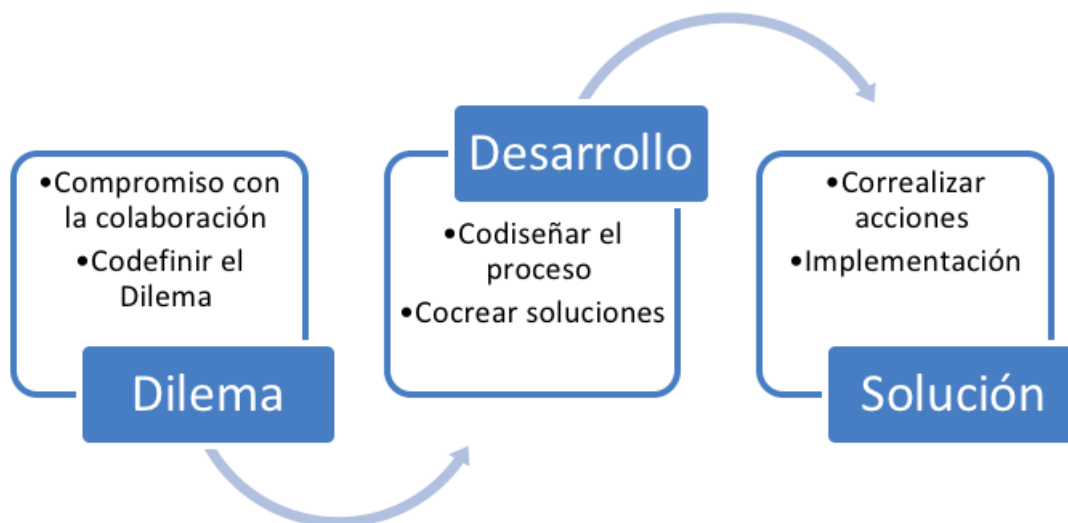 •Compromiso con
la colaboración
•Codefinir el
Dilema
Dilema
Desarrollo
•Codiseñar el
proceso
•Cocrear soluciones
•Correalizar
acciones
•Implementación
Solución